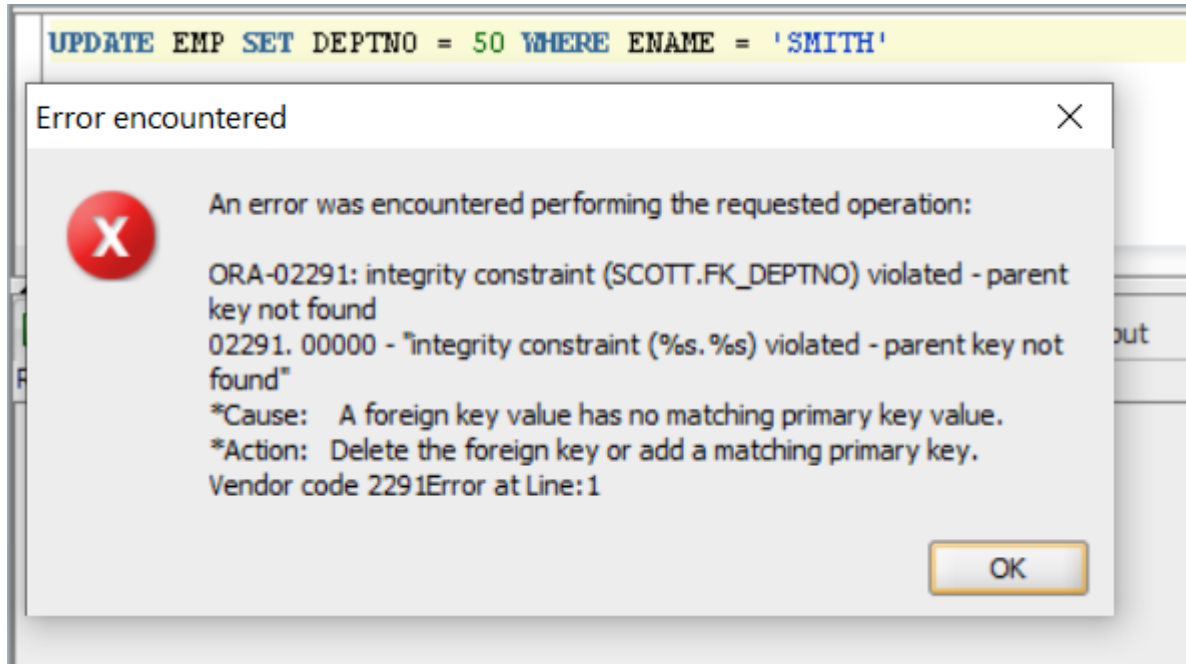 UPDATE EMP SET DEPTNO = 50 WHERE ENAME = 'SMITH'
Error encountered
An error was encountered performing the requested operation:
ORA-02291: integrity constraint (SCOTT.FK_DEPTNO) violated - parent
key not found
02291. 00000 - "integrity constraint (%s.%s) violated - parent key not
found"
*Cause: A foreign key value has no matching primary key value.
*Action: Delete the foreign key or add a matching primary key.
Vendor code 2291Error at Line:1
OK